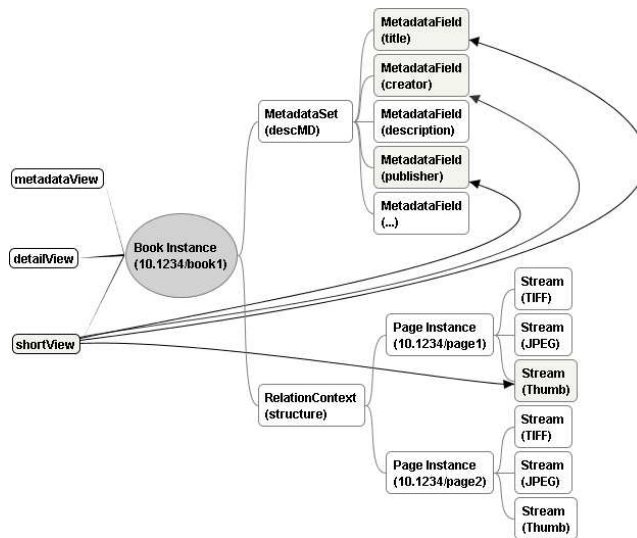 MetadataField
(title)
MetadataField
(creator)
MetadataSet
(descMD)
MetadataField
(description)
MetadataField
(publisher)
MetadataField
(...)
metadataView
Book Instance
(10.1234/book1)
detailView
shortView
Stream
(TIFF)
Page Instance
(10.1234/page1)
Stream
(JPEG)
Stream
(Thumb)
RelationContext
(structure)
Stream
(TIFF)
Page Instance
(10.1234/page2)
Stream
(JPEG)
Stream
(Thumb)